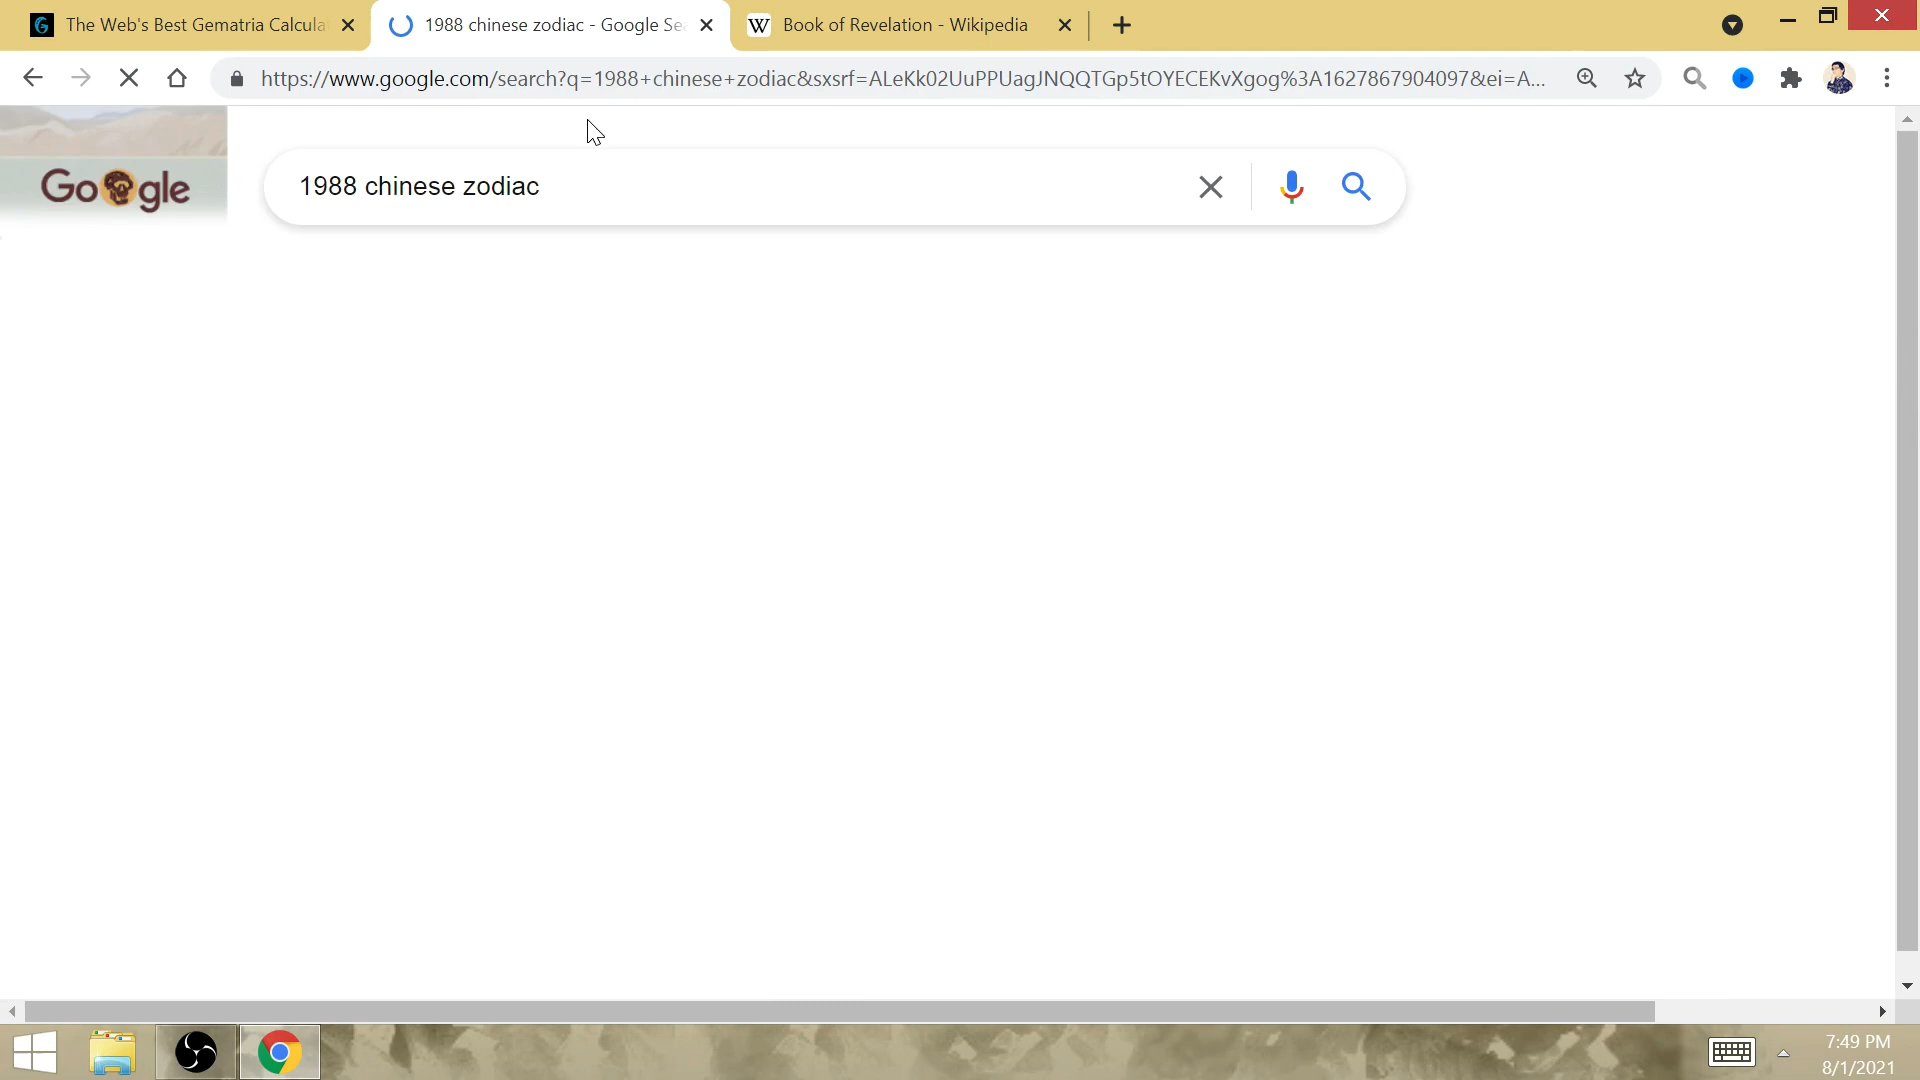 The Web's Best Gematria Calcula
1988 chinese zodiac - Google Se
Book of Revelation - Wikipedia
https://www.google.com/search?q=1988+chinese+zodiac&sxsrf=ALeKk02UuPPUagJNQQTGp5tOYECEKvXgog%3A1627867904097&ei=A...
Google
1988 chinese zodiac
7:49 PM
8/1/2021